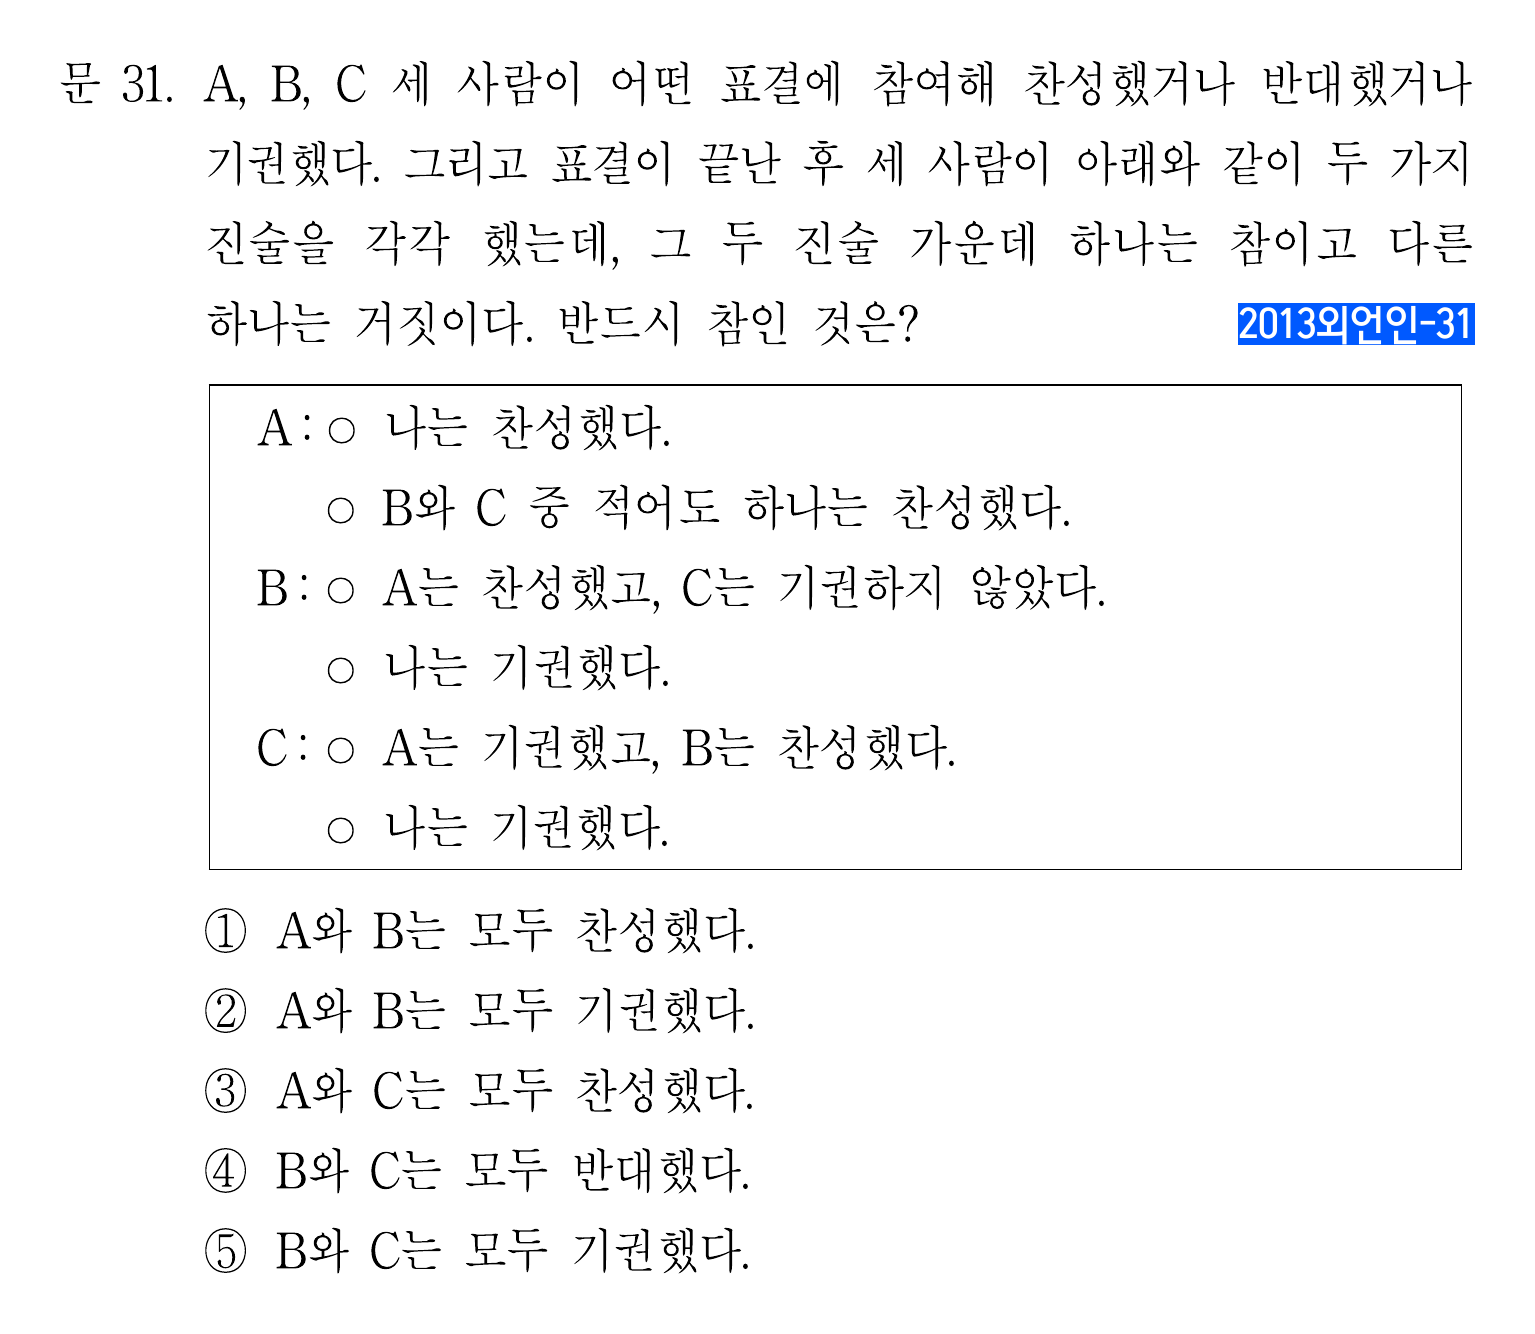 문 31. A, B, C 세 사람이 어떤 표결에 참여해 찬성했거나 반대했거나
기권했다. 그리고 표결이 끝난 후 세 사람이 아래와 같이 두 가지
진술을 각각 했는데, 그 두 진술 가운데 하나는 참이고 다른
하나는 거짓이다. 반드시 참인 것은? 2013외언인-31
A : ○ 나는 찬성했다.
○ B와 C 중 적어도 하나는 찬성했다.
B : ○ A는 찬성했고, C는 기권하지 않았다.
○ 나는 기권했다.
C : ○ A는 기권했고, B는 찬성했다.
○ 나는 기권했다.
① A와 B는 모두 찬성했다.
② A와 B는 모두 기권했다.
③ A와 C는 모두 찬성했다.
④ B와 C는 모두 반대했다.
⑤ B와 C는 모두 기권했다.